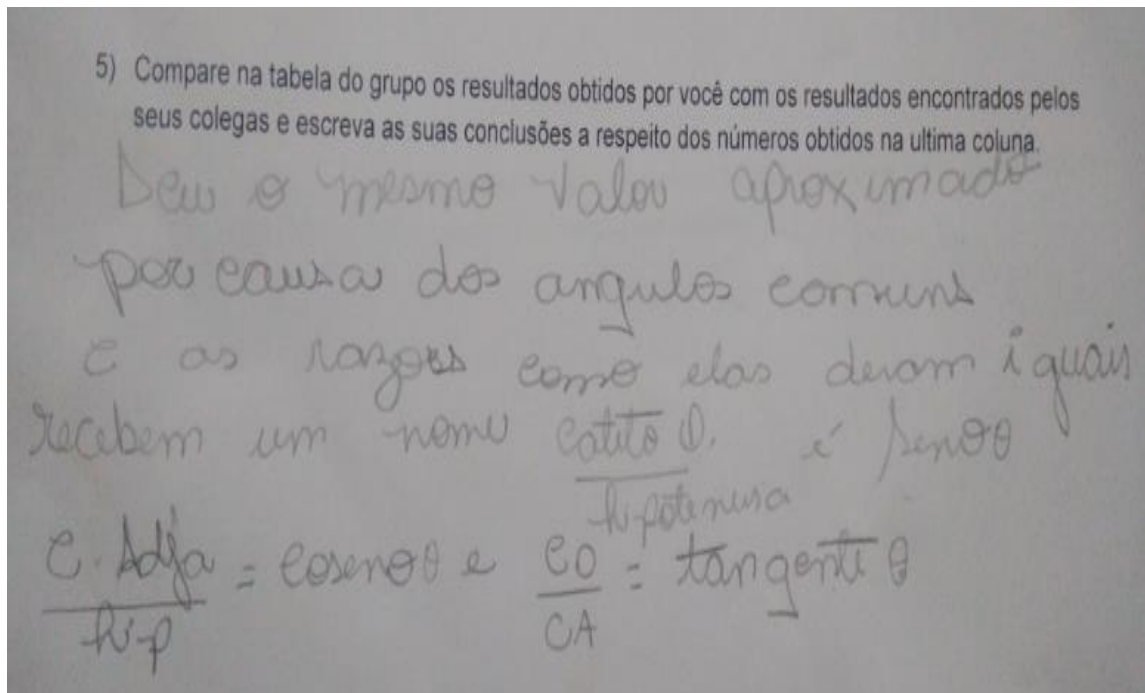 5) Compare na tabela do grupo os resultados obtidos por você com os resultados encontrados pelos
seus colegas e escreva as suas conclusões a respeito dos números obtidos na ultima coluna.
Deu o mesmo valor aproximado
por causa dos angulos comuns
e as razoes como elas deram iguais
recebem um nome cateto O. é seno θ
hipotenusa
C. Adja = cosseno θ e CO = tangente θ
hip CA